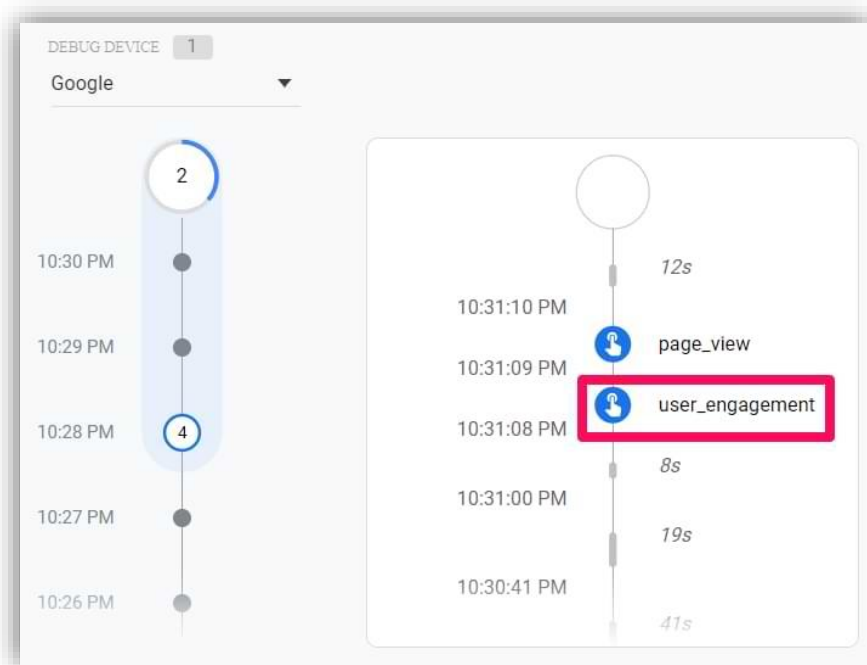 DEBUG DEVICE 1
Google
2
10:30 PM
10:29 PM
10:28 PM 4
10:27 PM
10:26 PM
12s
10:31:10 PM
page_view
10:31:09 PM
user_engagement
10:31:08 PM
8s
10:31:00 PM
19s
10:30:41 PM
41s